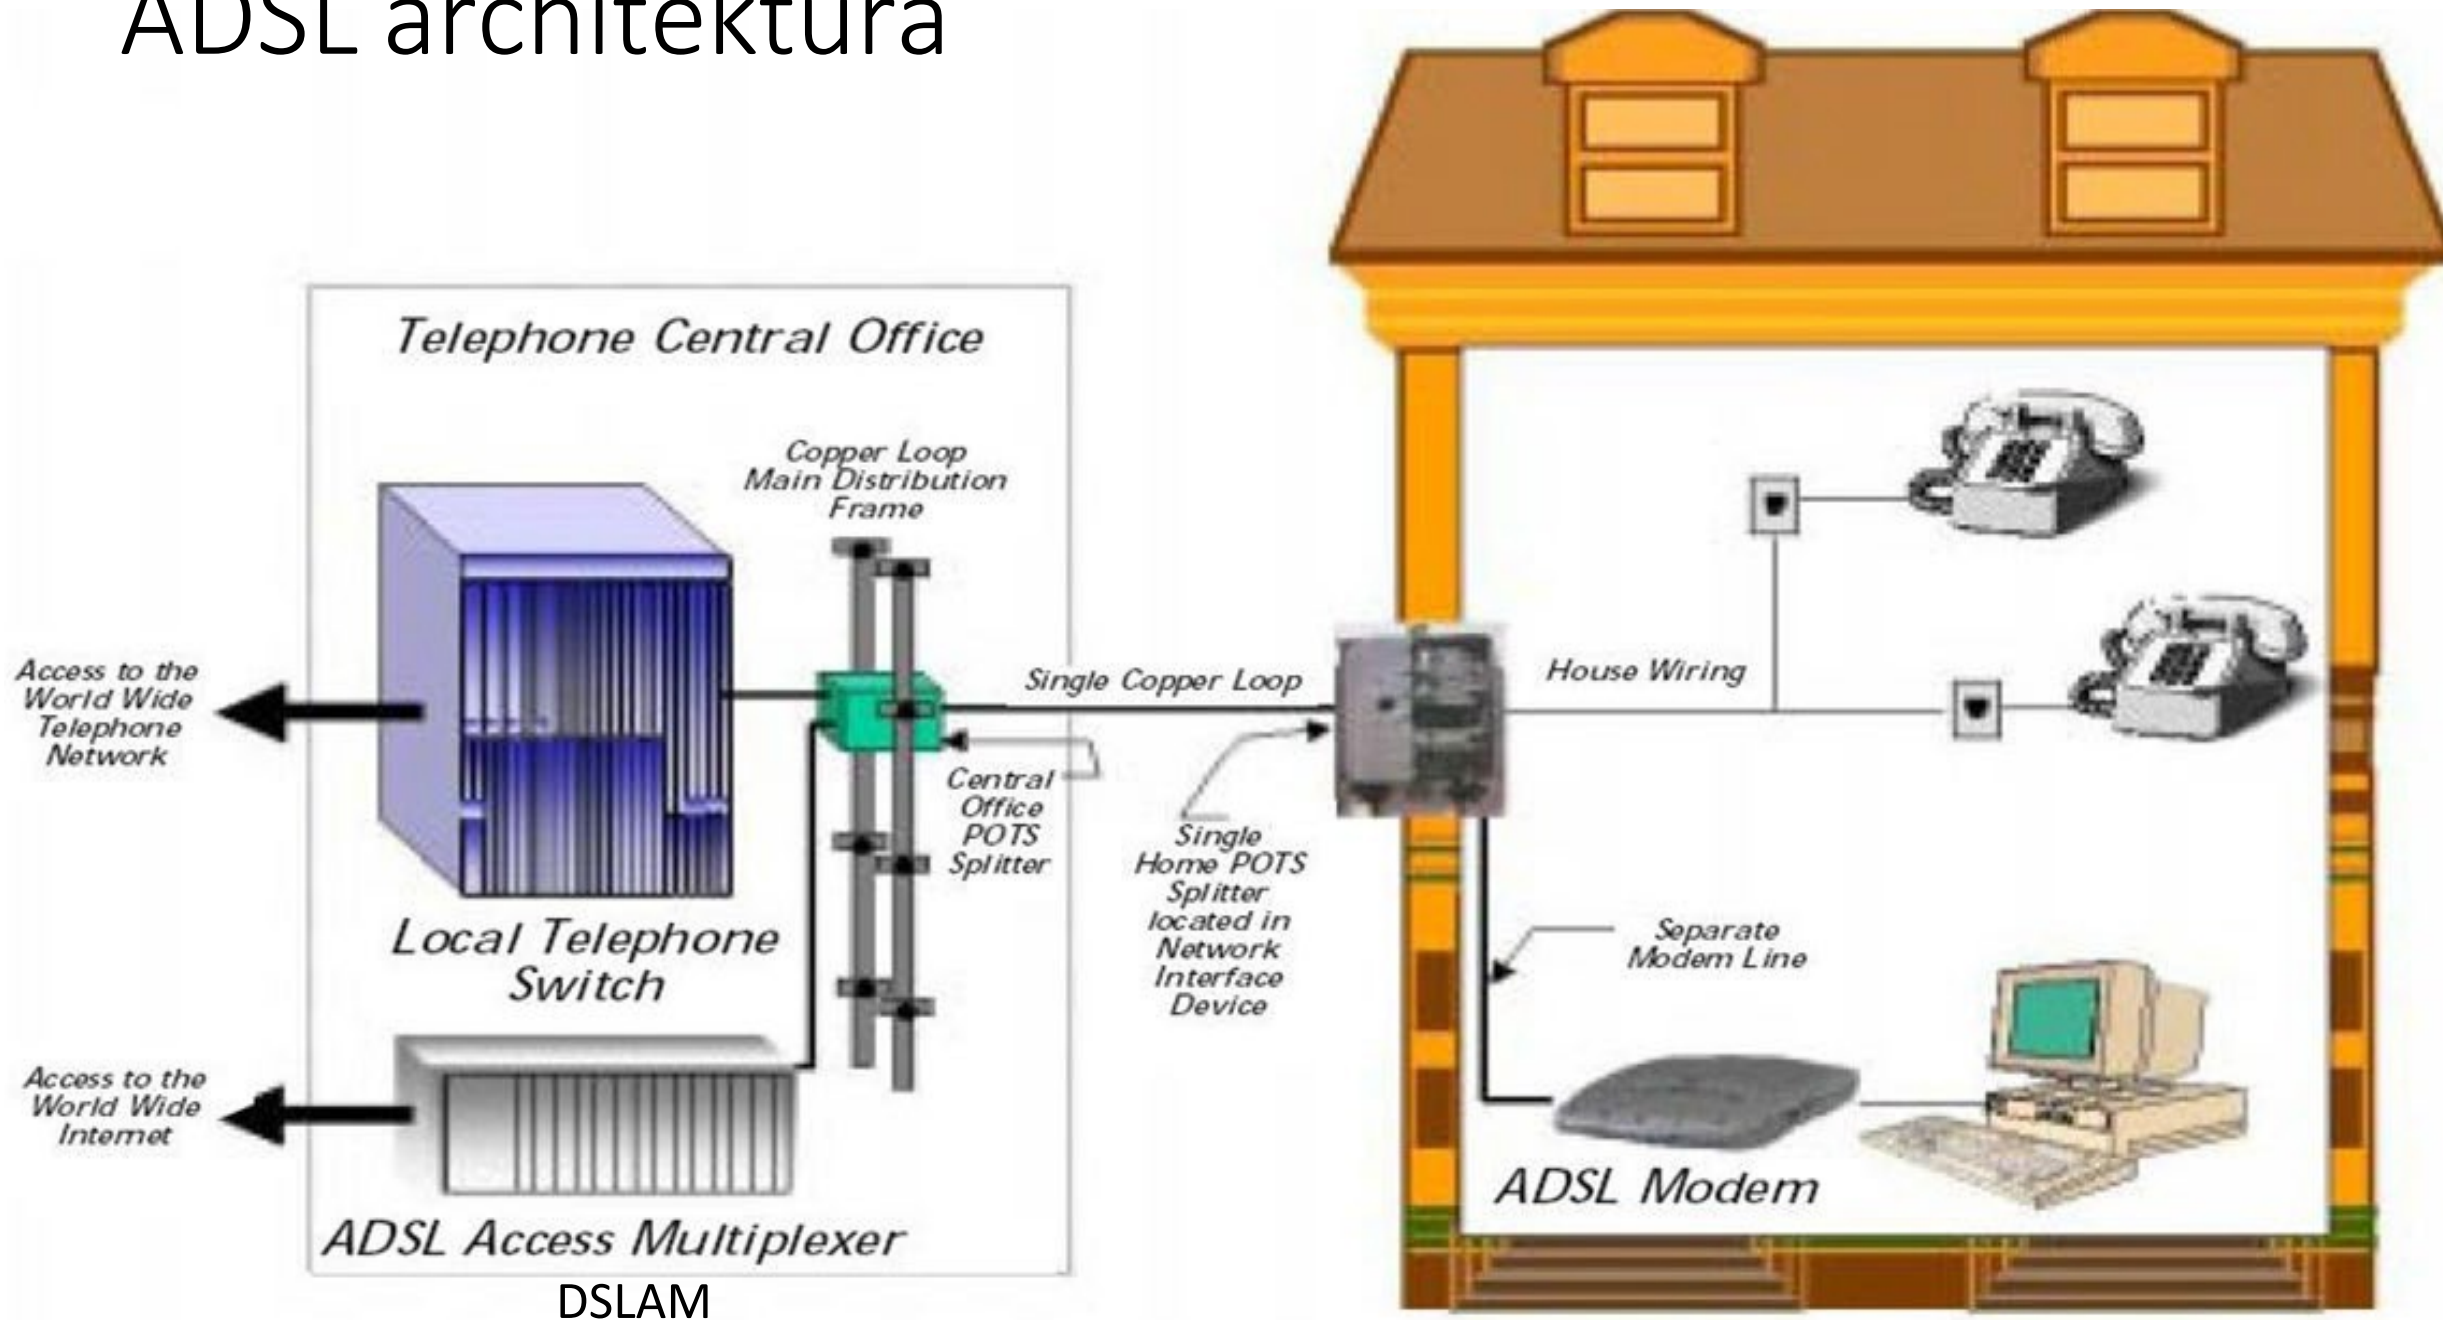 ADSL architektura
Telephone Central Office
Copper Loop
Main Distribution
Frame
Access to the
World Wide
Telephone
Network
Single Copper Loop
House Wiring
Central
Office
POTS
Splitter
Single
Home POTS
Splitter
located in
Network
Interface
Device
Local Telephone
Switch
Separate
Modem Line
Access to the
World Wide
Internet
ADSL Modem
ADSL Access Multiplexer
DSLAM